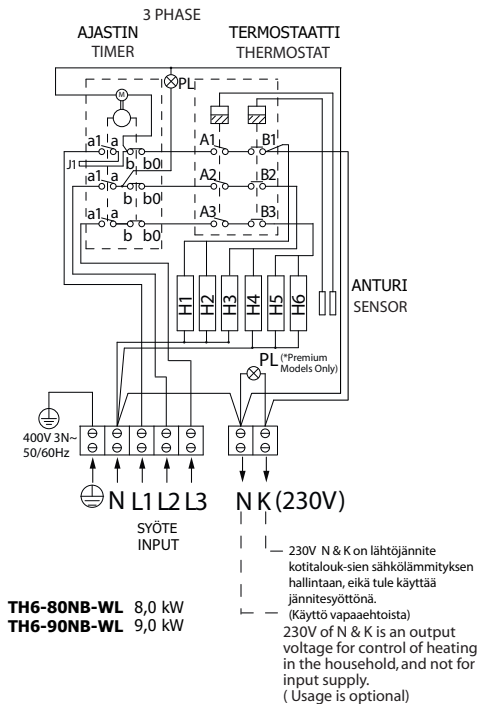 3 PHASE
AJASTIN
TIMER
TERMOSTAATTI
THERMOSTAT
PL
M
a1 a
b b0
J1
a1 a
b b0
a1 a
b b0
A1
B1
A2
B2
A3
B3
H1
H2
H3
H4
H5
H6
ANTURI
SENSOR
PL (*Premium
Models Only)
400V 3N~
50/60Hz
N L1 L2 L3
SYÖTE
INPUT
N K (230V)
230V N & K on lähtöjännite
kotitalouk-sien sähkölämmityksen
hallintaan, eikä tule käyttää
jännitesyöttönä.
(Käyttö vapaaehtoista)
230V of N & K is an output
voltage for control of heating
in the household, and not for
input supply.
( Usage is optional)
TH6-80NB-WL 8,0 kW
TH6-90NB-WL 9,0 kW